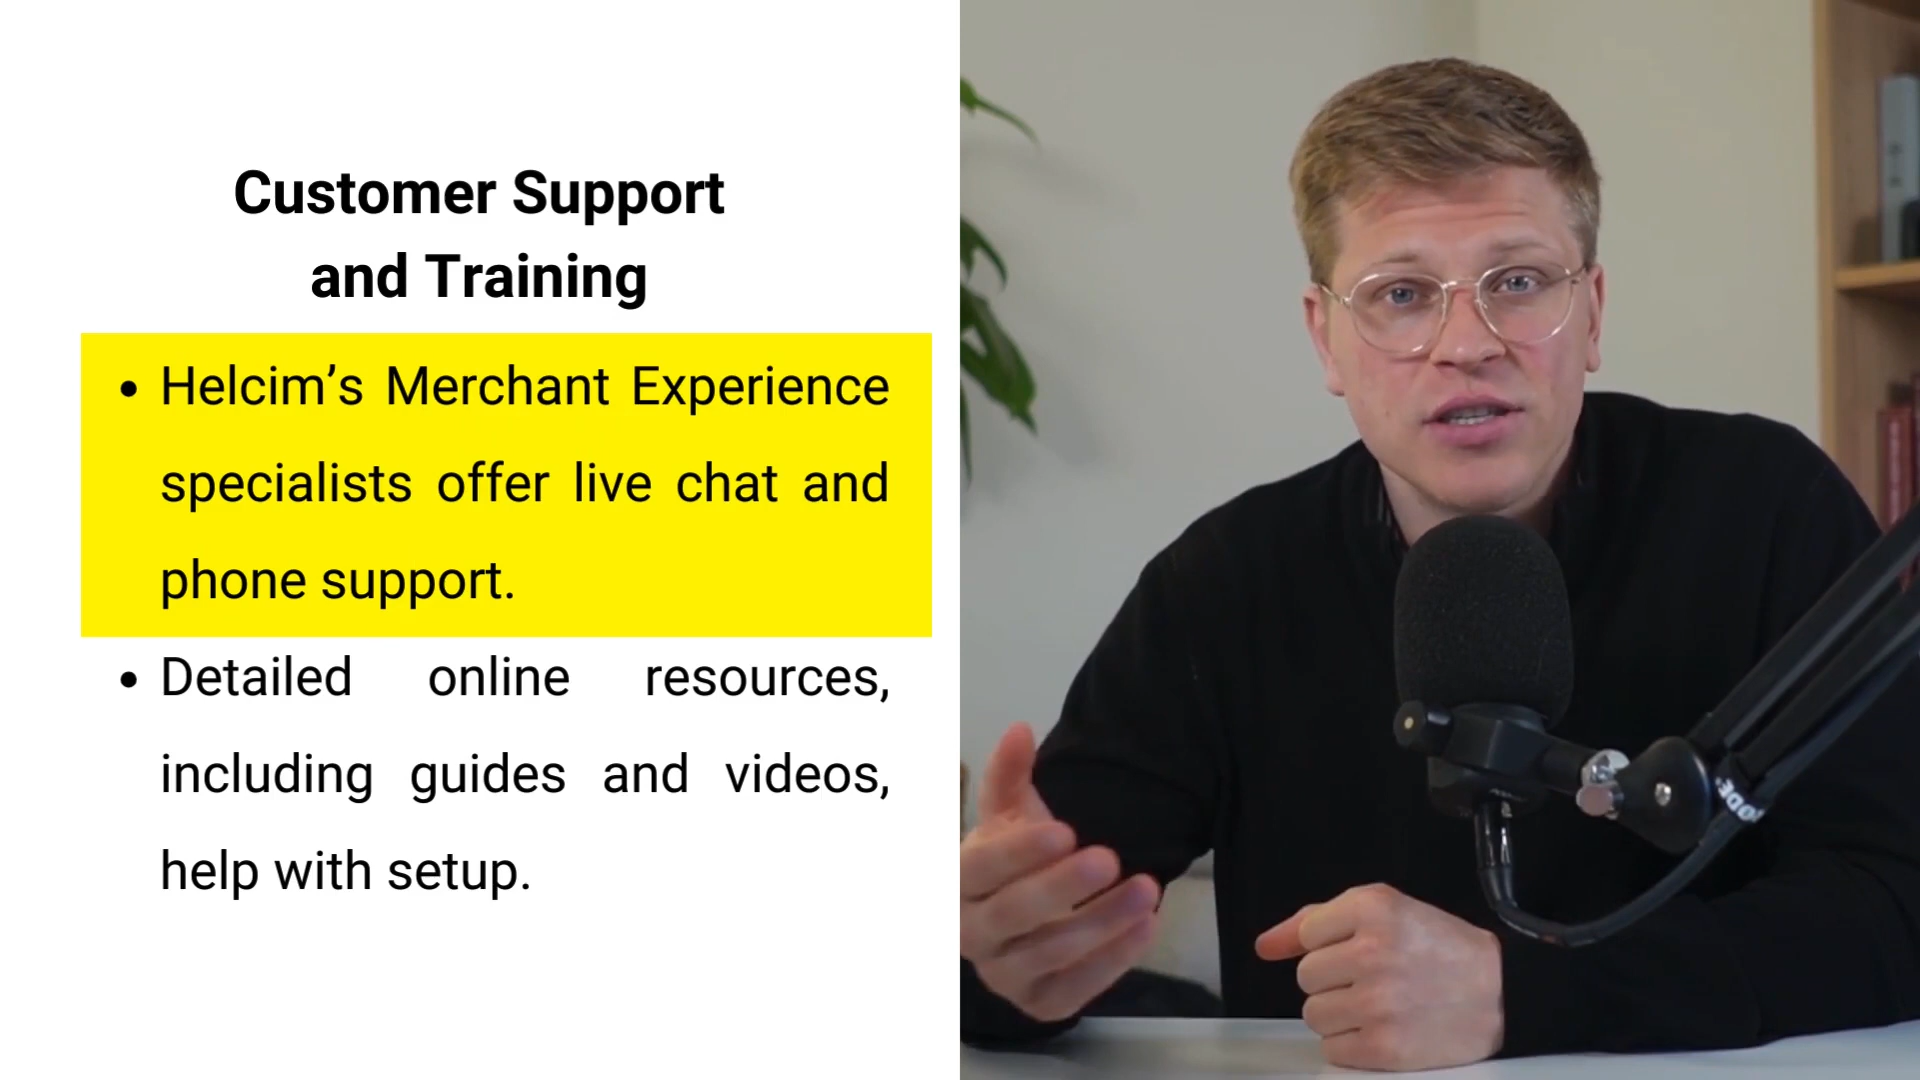 Customer Support
and Training
• Helcim’s Merchant Experience
specialists offer live chat and
phone support.
• Detailed online resources,
including guides and videos,
help with setup.
RODE